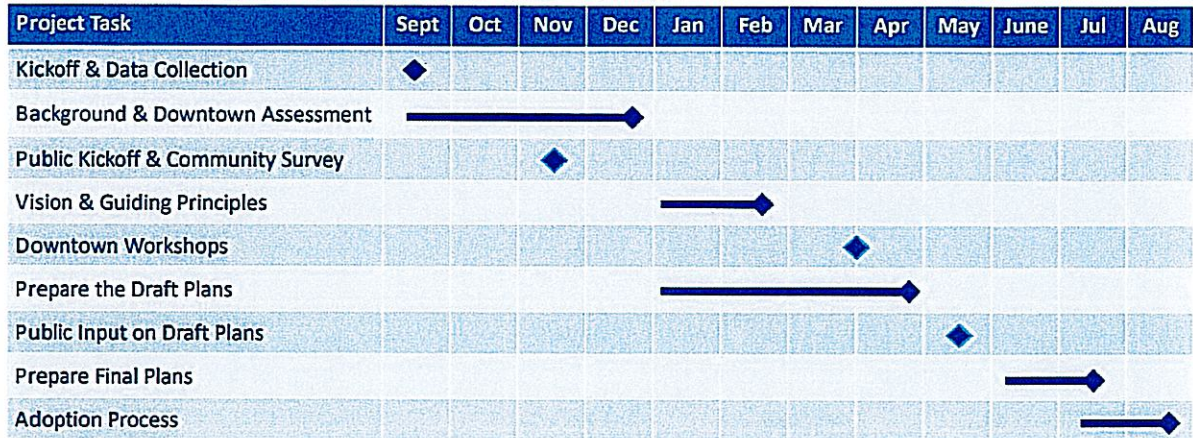 Project Task Sept Oct Nov Dec Jan Feb Mar Apr May June Jul Aug
Kickoff & Data Collection
Background & Downtown Assessment
Public Kickoff & Community Survey
Vision & Guiding Principles
Downtown Workshops
Prepare the Draft Plans
Public Input on Draft Plans
Prepare Final Plans
Adoption Process